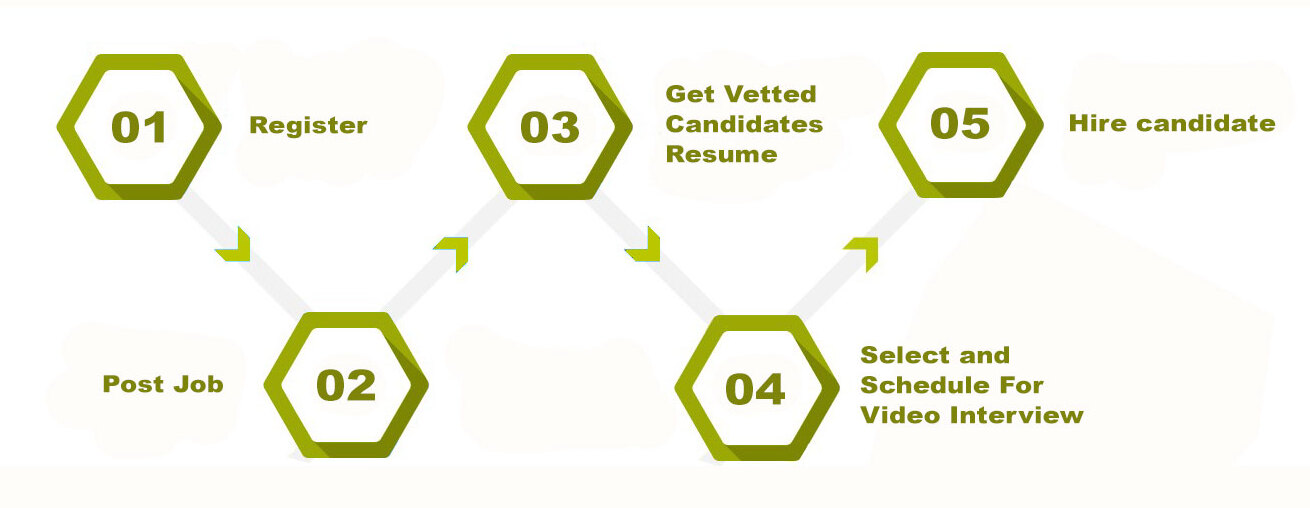 01
Register
02
Post Job
03
Get Vetted
Candidates
Resume
04
Select and
Schedule For
Video Interview
05
Hire candidate